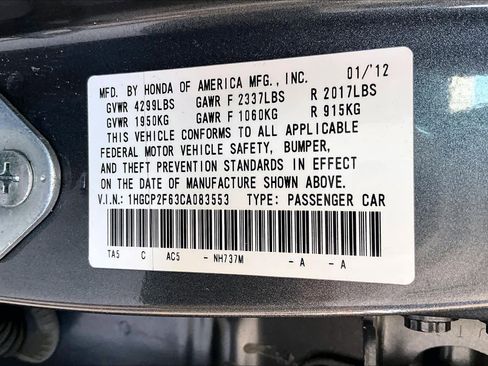 MFD. BY HONDA OF AMERICA MFG., INC. 01/'12
GVWR 4299LBS GAWR F 2337LBS R 2017LBS
GVWR 1950KG GAWR F 1060KG R 915KG
THIS VEHICLE CONFORMS TO ALL APPLICABLE
FEDERAL MOTOR VEHICLE SAFETY, BUMPER,
AND THEFT PREVENTION STANDARDS IN EFFECT
ON THE DATE OF MANUFACTURE SHOWN ABOVE.
V.I.N.: 1HGCP2F63CA083553 TYPE: PASSENGER CAR
TA5 C AC5 - NH737M - A - A